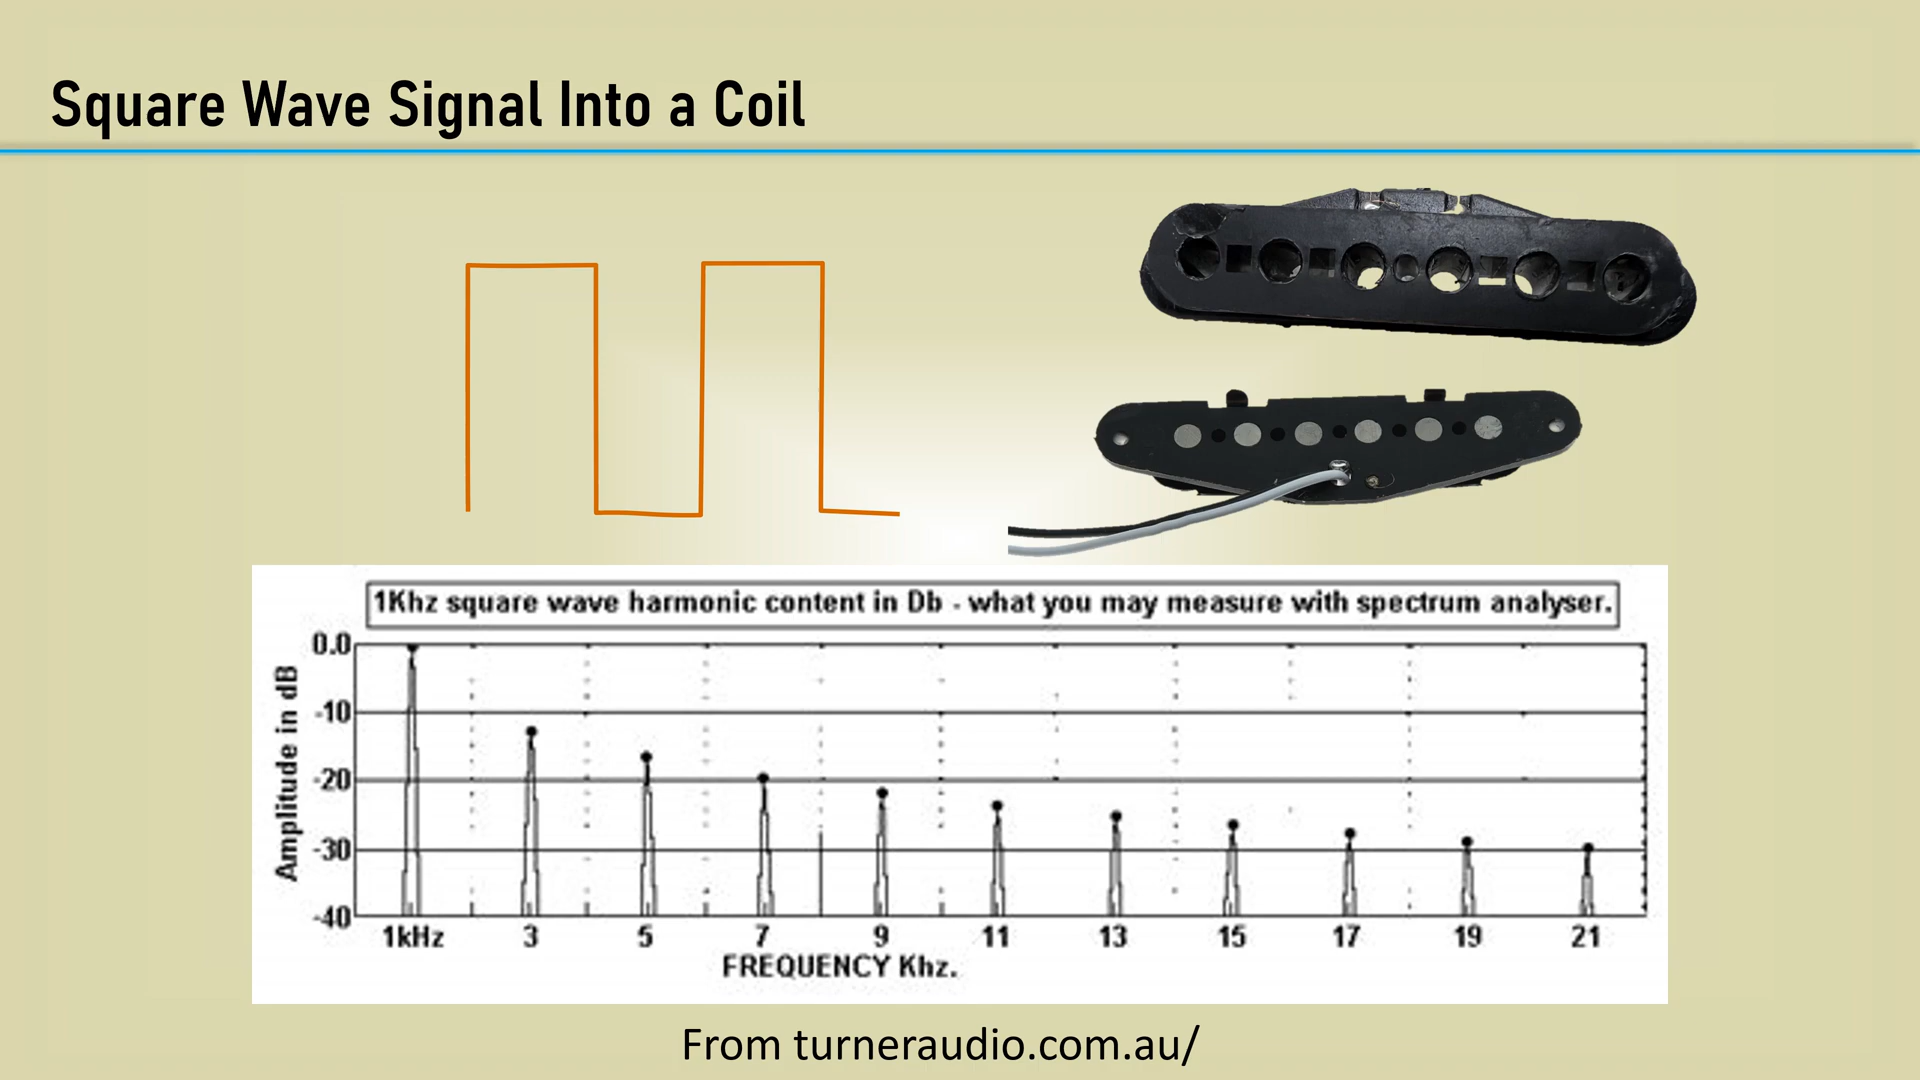 Square Wave Signal Into a Coil
1Khz square wave harmonic content in Db - what you may measure with spectrum analyser.
Amplitude in dB
0.0
-10
-20
-30
-40
1kHz 3 5 7 9 11 13 15 17 19 21
FREQUENCY Khz.
From turneraudio.com.au/